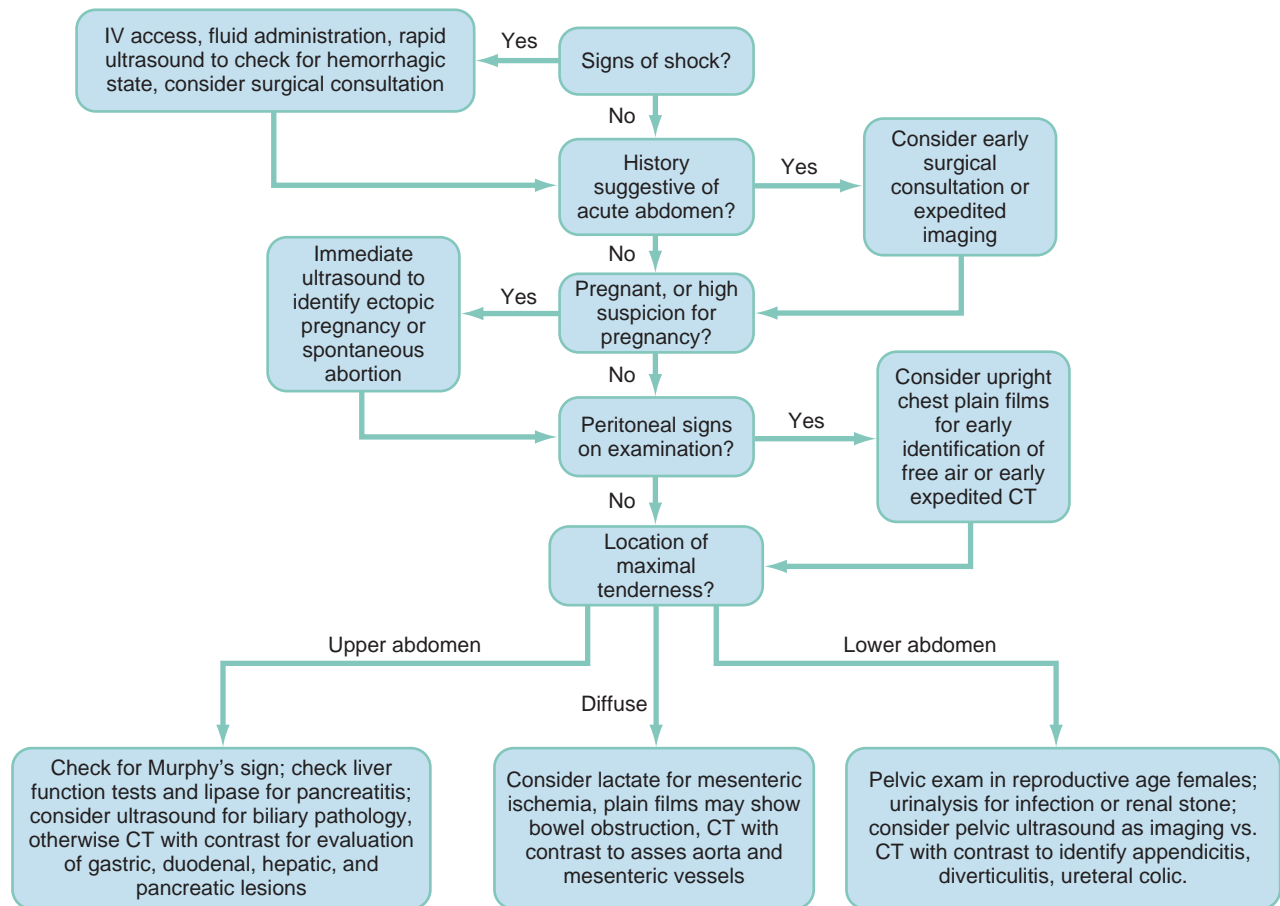 IV access, fluid administration, rapid
ultrasound to check for hemorrhagic
state, consider surgical consultation
Yes
Signs of shock?
No
History
suggestive of
acute abdomen?
Yes
Consider early
surgical
consultation or
expedited
imaging
No
Immediate
ultrasound to
identify ectopic
pregnancy or
spontaneous
abortion
Yes
Pregnant, or high
suspicion for
pregnancy?
No
Peritoneal signs
on examination?
Yes
Consider upright
chest plain films
for early
identification of
free air or early
expedited CT
No
Location of
maximal
tenderness?
Upper abdomen
Diffuse
Lower abdomen
Check for Murphy’s sign; check liver
function tests and lipase for pancreatitis;
consider ultrasound for biliary pathology,
otherwise CT with contrast for evaluation
of gastric, duodenal, hepatic, and
pancreatic lesions
Consider lactate for mesenteric
ischemia, plain films may show
bowel obstruction, CT with
contrast to asses aorta and
mesenteric vessels
Pelvic exam in reproductive age females;
urinalysis for infection or renal stone;
consider pelvic ultrasound as imaging vs.
CT with contrast to identify appendicitis,
diverticulitis, ureteral colic.